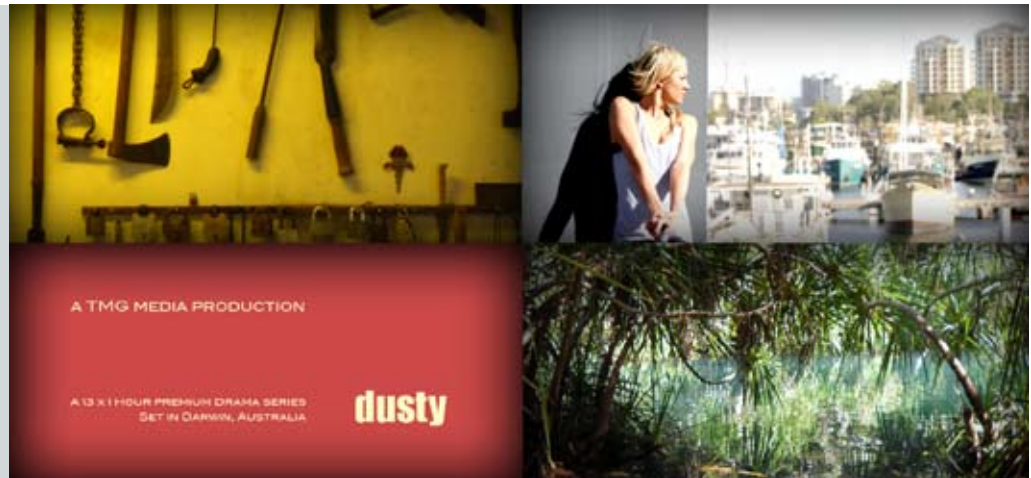 A TMG MEDIA PRODUCTION
A 13 X 1 HOUR PREMIUM DRAMA SERIES
SET IN DARWIN, AUSTRALIA
dusty